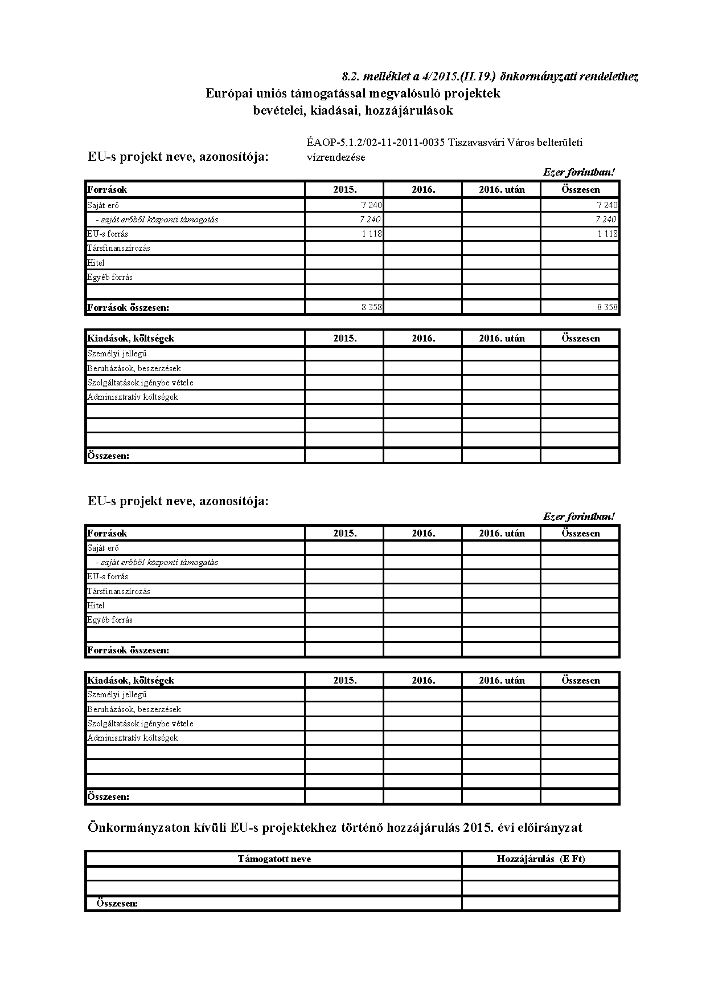 8.2. melléklet a 4/2015.(II.19.) önkormányzati rendelethez
Európai uniós támogatással megvalósuló projektek
bevételei, kiadásai, hozzájárulások
ÉAOP-5.1.2/02-11-2011-0035 Tiszavasvári Város belterületi
EU-s projekt neve, azonosítója: vízrendezése
Ezer forintban!
Források 2015. 2016. 2016. után Összesen
Saját erő 7 240 7 240
- saját erőből központi támogatás 7 240 7 240
EU-s forrás 1 118 1 118
Társfinanszírozás
Hitel
Egyéb forrás
Források összesen: 8 358 8 358
Kiadások, költségek 2015. 2016. 2016. után Összesen
Személyi jellegű
Beruházások, beszerzések
Szolgáltatások igénybe vétele
Adminisztratív költségek
Összesen:
EU-s projekt neve, azonosítója:
Ezer forintban!
Források 2015. 2016. 2016. után Összesen
Saját erő
- saját erőből központi támogatás
EU-s forrás
Társfinanszírozás
Hitel
Egyéb forrás
Források összesen:
Kiadások, költségek 2015. 2016. 2016. után Összesen
Személyi jellegű
Beruházások, beszerzések
Szolgáltatások igénybe vétele
Adminisztratív költségek
Összesen:
Önkormányzaton kívüli EU-s projektekhez történő hozzájárulás 2015. évi előirányzat
Támogatott neve Hozzájárulás (E Ft)
Összesen: